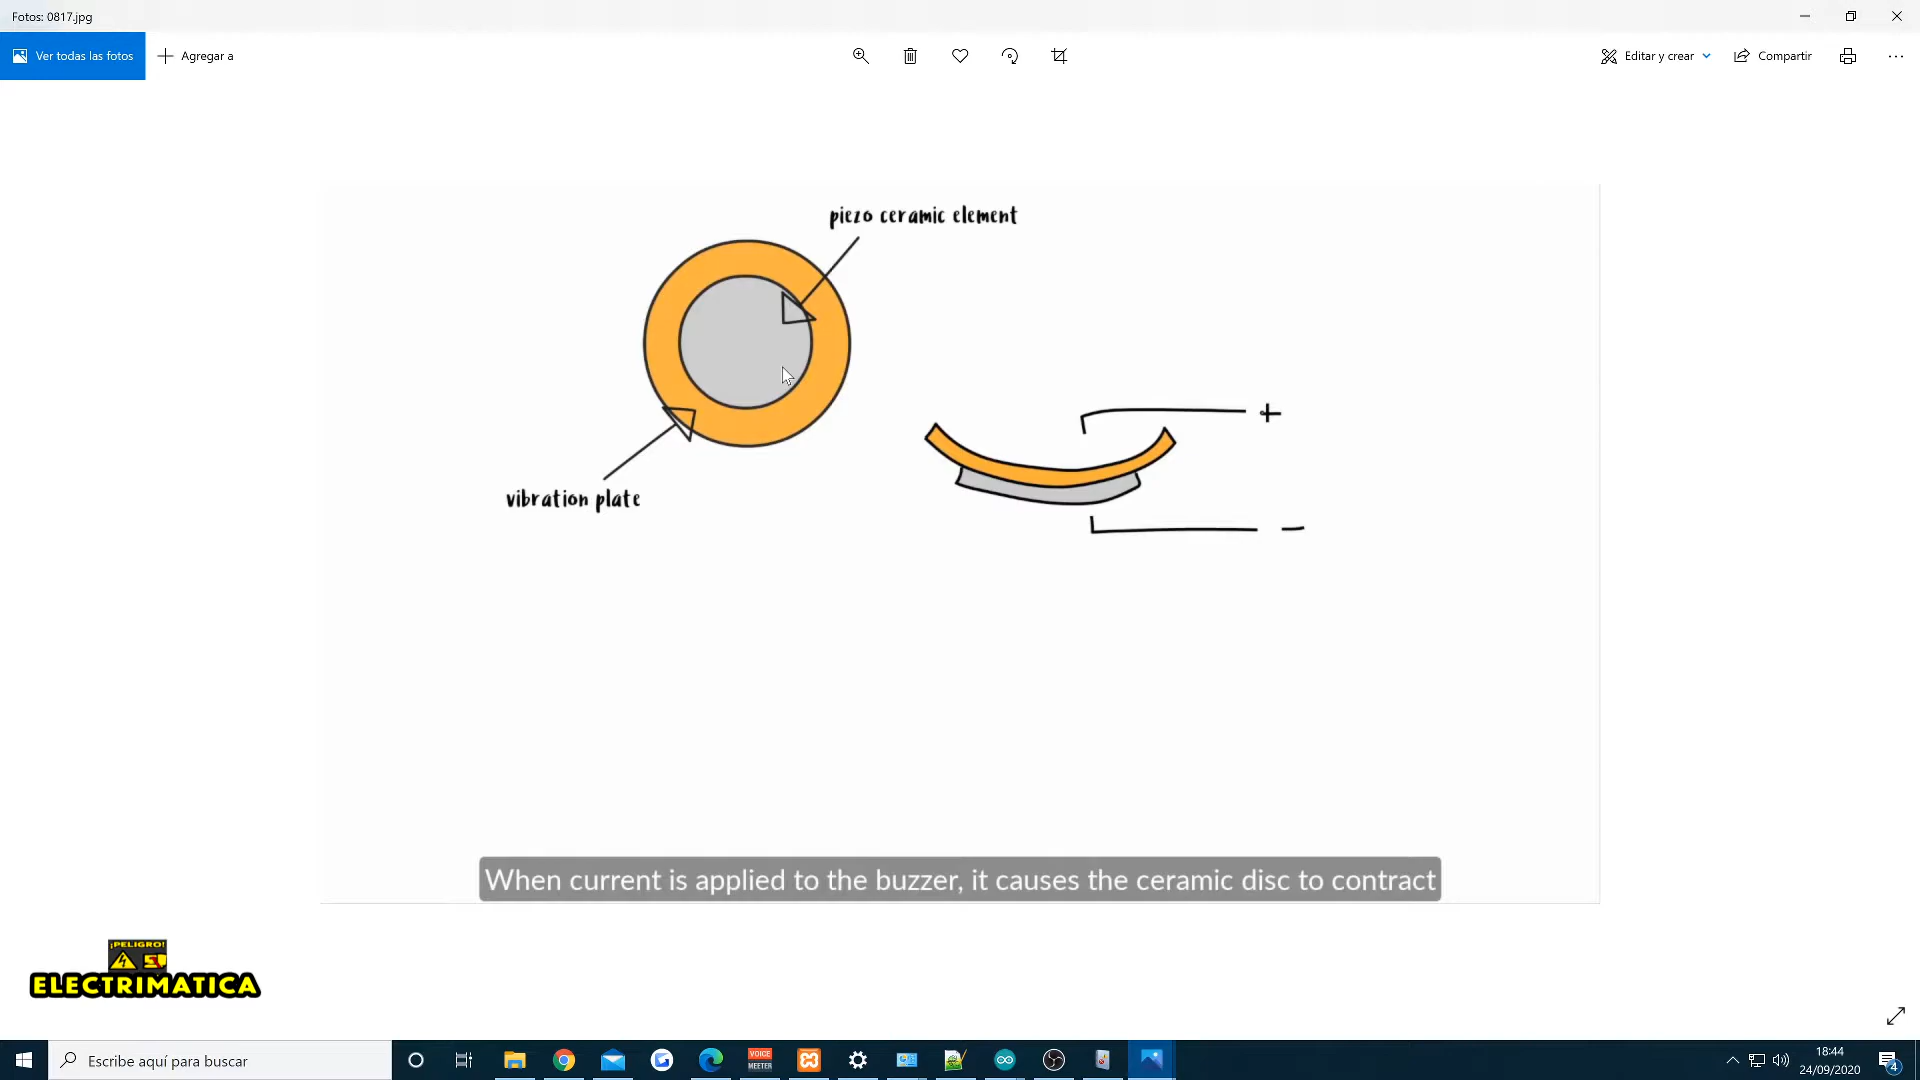 Fotos: 0817.jpg
Ver todas las fotos
Agregar a
Editar y crear
Compartir
piezo ceramic element
+
vibration plate
-
When current is applied to the buzzer, it causes the ceramic disc to contract
¡PELIGRO!
ELECTRIMATICA
Escribe aquí para buscar
VOICE
MEETER
18:44
24/09/2020
4